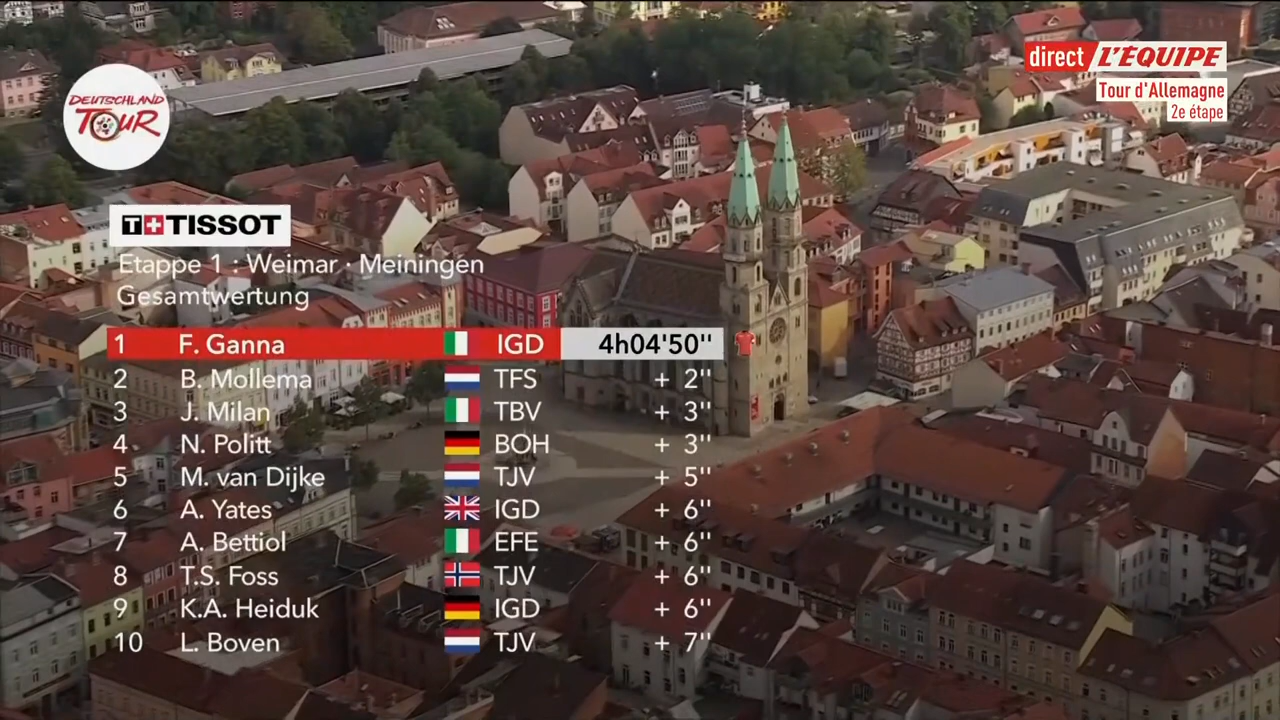 direct L'ÉQUIPE
Tour d'Allemagne
2e étape
DEUTSCHLAND
TOUR
T+TISSOT
Etappe 1 : Weimar · Meiningen
Gesamtwertung
1 F. Ganna IGD 4h04'50''
2 B. Mollema TFS + 2''
3 J. Milan TBV + 3''
4 N. Politt BOH + 3''
5 M. van Dijke TJV + 5''
6 A. Yates IGD + 6''
7 A. Bettiol EFE + 6''
8 T.S. Foss TJV + 6''
9 K.A. Heiduk IGD + 6''
10 L. Boven TJV + 7''